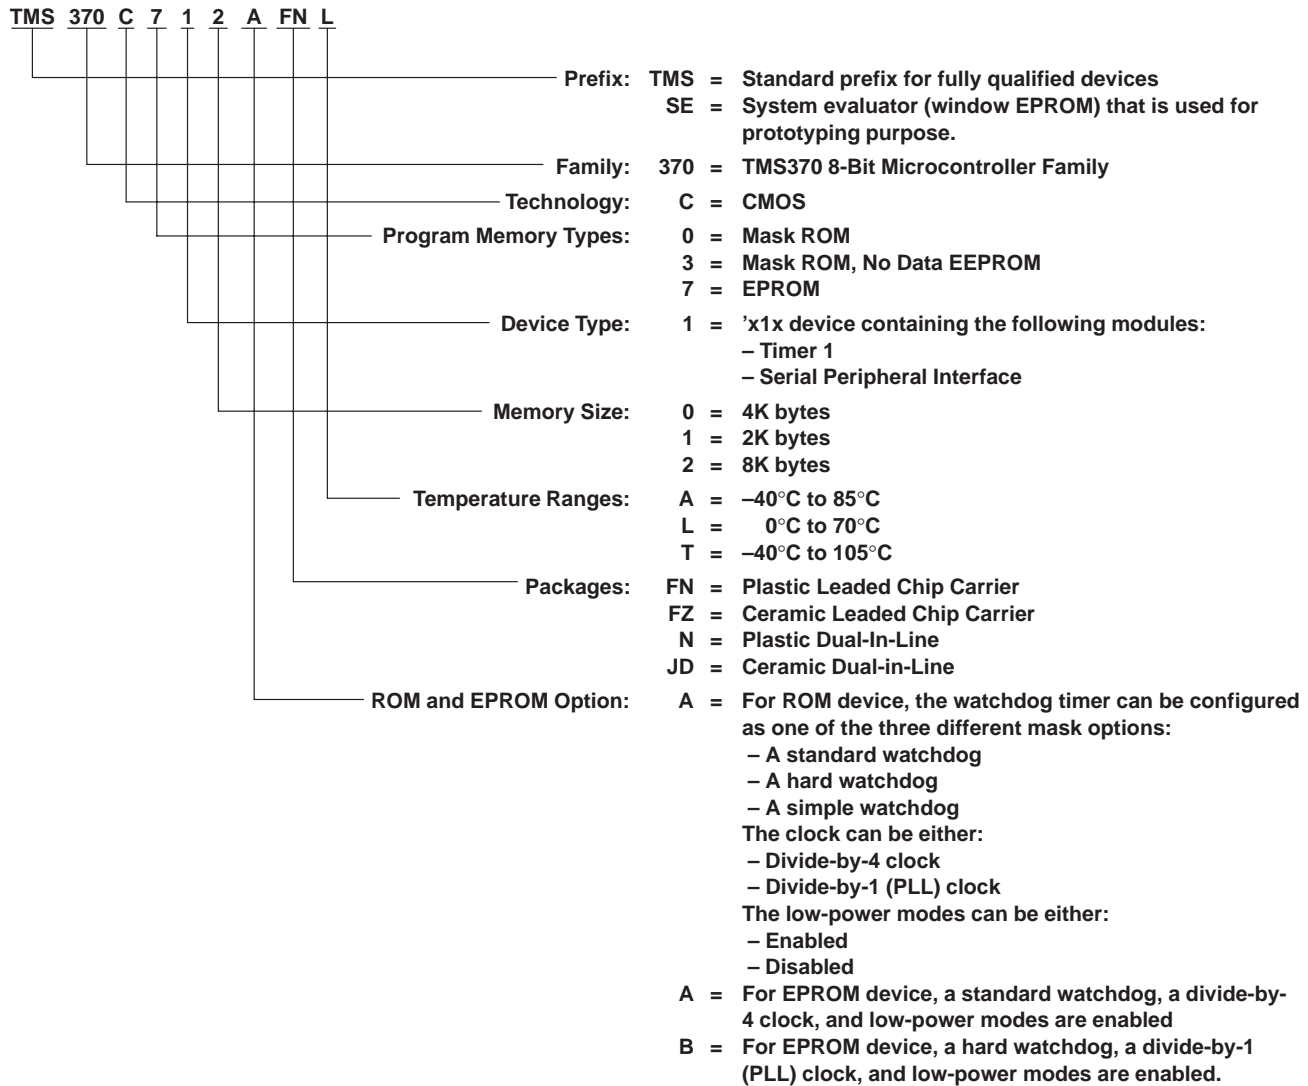 TMS 370 C 7 1 2 A FN L
Prefix: TMS = Standard prefix for fully qualified devices
SE = System evaluator (window EPROM) that is used for
prototyping purpose.
Family: 370 = TMS370 8-Bit Microcontroller Family
Technology: C = CMOS
Program Memory Types: 0 = Mask ROM
3 = Mask ROM, No Data EEPROM
7 = EPROM
Device Type: 1 = ’x1x device containing the following modules:
– Timer 1
– Serial Peripheral Interface
Memory Size: 0 = 4K bytes
1 = 2K bytes
2 = 8K bytes
Temperature Ranges: A = –40°C to 85°C
L = 0°C to 70°C
T = –40°C to 105°C
Packages: FN = Plastic Leaded Chip Carrier
FZ = Ceramic Leaded Chip Carrier
N = Plastic Dual-In-Line
JD = Ceramic Dual-in-Line
ROM and EPROM Option: A = For ROM device, the watchdog timer can be configured
as one of the three different mask options:
– A standard watchdog
– A hard watchdog
– A simple watchdog
The clock can be either:
– Divide-by-4 clock
– Divide-by-1 (PLL) clock
The low-power modes can be either:
– Enabled
– Disabled
A = For EPROM device, a standard watchdog, a divide-by-
4 clock, and low-power modes are enabled
B = For EPROM device, a hard watchdog, a divide-by-1
(PLL) clock, and low-power modes are enabled.